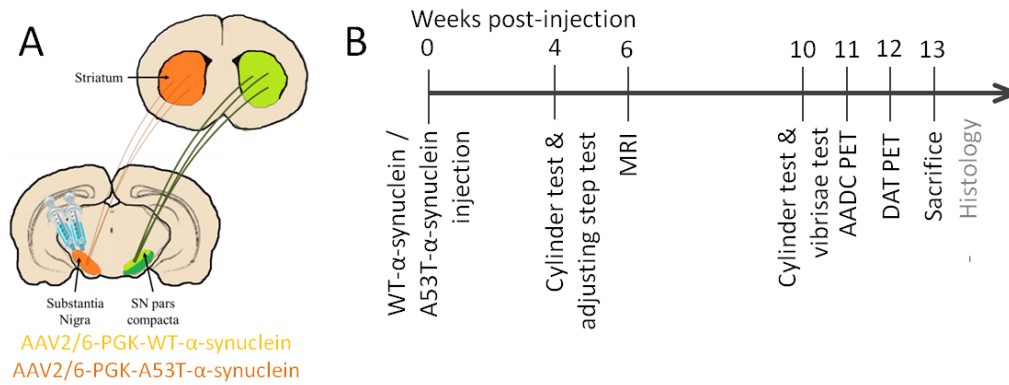 A
Striatum
Substantia
Nigra
SN pars
compacta
AAV2/6-PGK-WT-α-synuclein
AAV2/6-PGK-A53T-α-synuclein
B
Weeks post-injection
0
4
6
10
11
12
13
WT-α-synuclein /
A53T-α-synuclein
injection
Cylinder test &
adjusting step test
MRI
Cylinder test &
vibrisae test
AADC PET
DAT PET
Sacrifice
- Histology